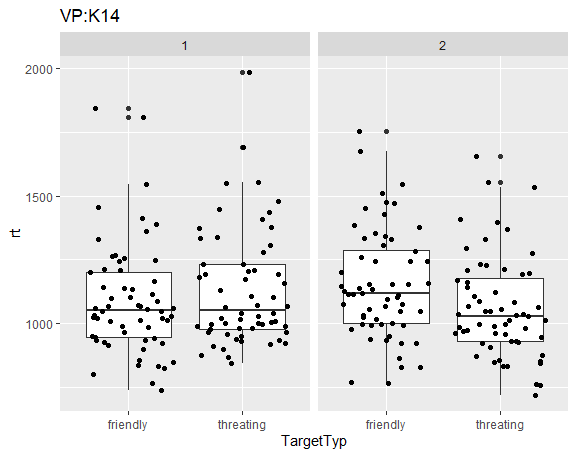 VP:K14
1
2
2000
1500
1000
rt
friendly
threating
friendly
threating
TargetTyp